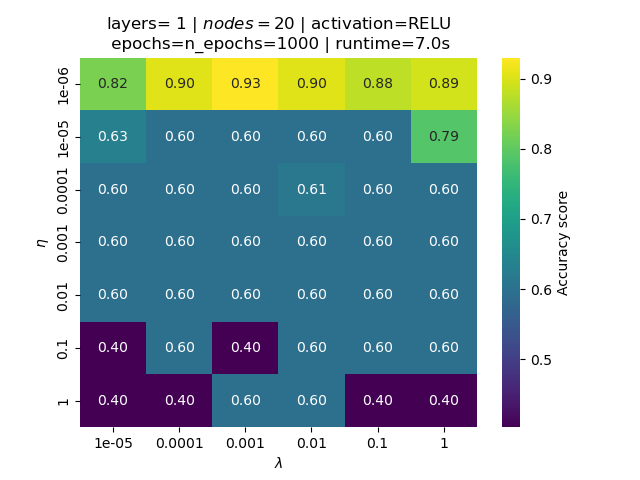 layers= 1 | nodes = 20 | activation=RELU
epochs=n_epochs=1000 | runtime=7.0s
1e-06 0.82 0.90 0.93 0.90 0.88 0.89
1e-05 0.63 0.60 0.60 0.60 0.60 0.79
0.0001 0.60 0.60 0.60 0.61 0.60 0.60
0.001 0.60 0.60 0.60 0.60 0.60 0.60
0.01 0.60 0.60 0.60 0.60 0.60 0.60
0.1 0.40 0.60 0.40 0.60 0.60 0.60
1 0.40 0.40 0.60 0.60 0.40 0.40
1e-05 0.0001 0.001 0.01 0.1 1
λ
η
0.9
0.8
0.7
0.6
0.5
Accuracy score